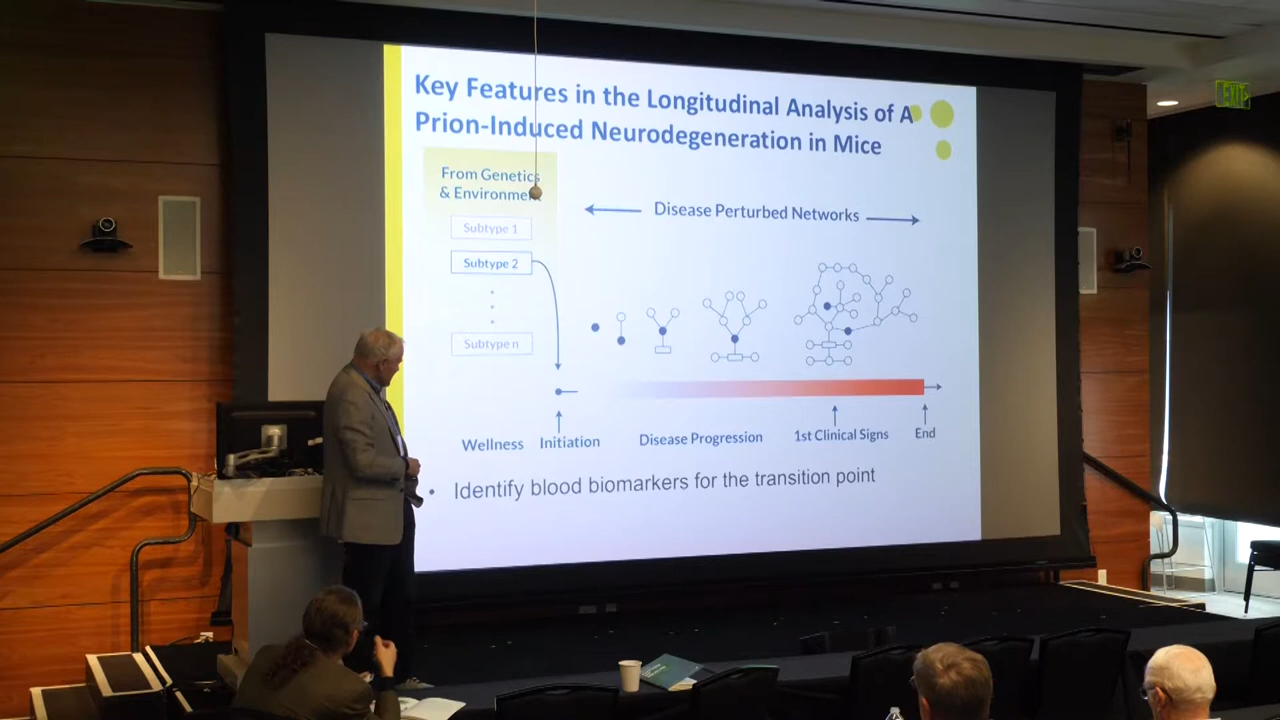 Key Features in the Longitudinal Analysis of A
Prion-Induced Neurodegeneration in Mice
From Genetics
& Environment
Disease Perturbed Networks
Subtype 1
Subtype 2
Subtype n
Wellness
Initiation
Disease Progression
1st Clinical Signs
End
• Identify blood biomarkers for the transition point
EXIT